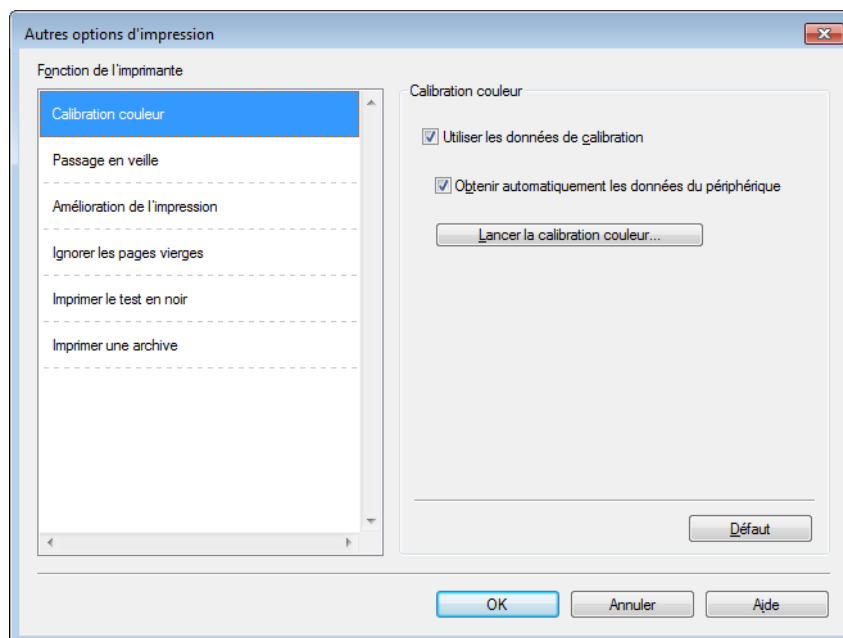 Autres options d'impression
Fonction de l'imprimante
Calibration couleur
Passage en veille
Amélioration de l'impression
Ignorer les pages vierges
Imprimer le test en noir
Imprimer une archive
Calibration couleur
Utiliser les données de calibration
Obtenir automatiquement les données du périphérique
Lancer la calibration couleur...
Défaut
OK
Annuler
Aide